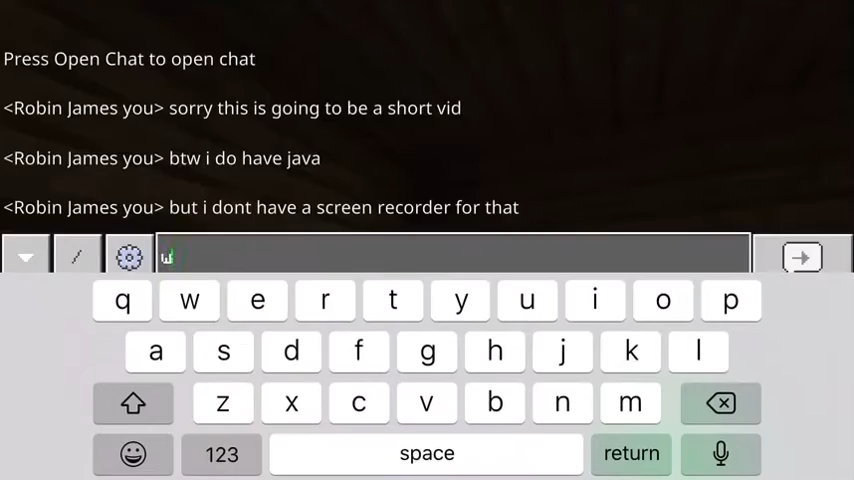 Press Open Chat to open chat
<Robin James you> sorry this is going to be a short vid
<Robin James you> btw i do have java
<Robin James you> but i dont have a screen recorder for that
/ w
q w e r t y u i o p
a s d f g h j k l
z x c v b n m
123 space return